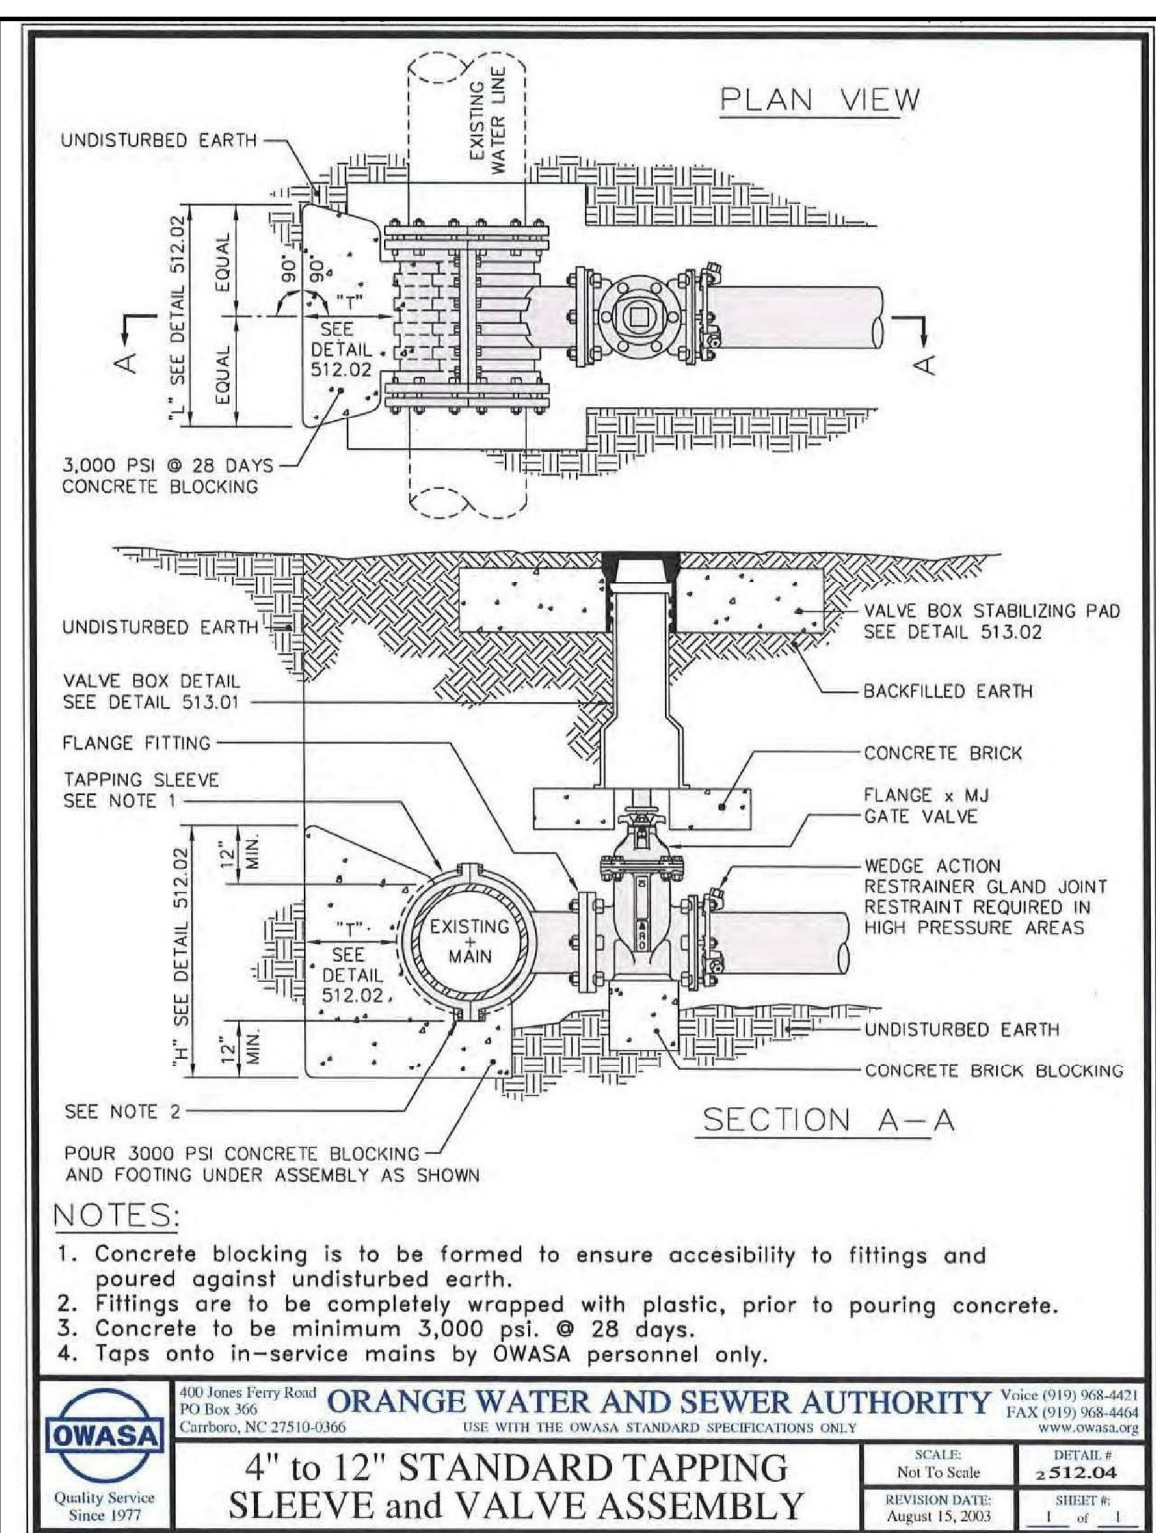 PLAN VIEW
EXISTING
WATER LINE
UNDISTURBED EARTH
"L" SEE DETAIL 512.02
EQUAL
EQUAL
90°
90°
"T"
SEE
DETAIL
512.02
A
A
3,000 PSI @ 28 DAYS
CONCRETE BLOCKING
UNDISTURBED EARTH
VALVE BOX DETAIL
SEE DETAIL 513.01
FLANGE FITTING
TAPPING SLEEVE
SEE NOTE 1
"H" SEE DETAIL 512.02
12"
MIN.
"T"
SEE
DETAIL
512.02
12"
MIN.
EXISTING
MAIN
SEE NOTE 2
POUR 3000 PSI CONCRETE BLOCKING
AND FOOTING UNDER ASSEMBLY AS SHOWN
VALVE BOX STABILIZING PAD
SEE DETAIL 513.02
BACKFILLED EARTH
CONCRETE BRICK
FLANGE x MJ
GATE VALVE
WEDGE ACTION
RESTRAINER GLAND JOINT
RESTRAINT REQUIRED IN
HIGH PRESSURE AREAS
UNDISTURBED EARTH
CONCRETE BRICK BLOCKING
SECTION A-A
NOTES:
1. Concrete blocking is to be formed to ensure accesibility to fittings and
poured against undisturbed earth.
2. Fittings are to be completely wrapped with plastic, prior to pouring concrete.
3. Concrete to be minimum 3,000 psi. @ 28 days.
4. Taps onto in-service mains by OWASA personnel only.
OWASA
Quality Service
Since 1977
400 Jones Ferry Road
PO Box 366
Carrboro, NC 27510-0366
ORANGE WATER AND SEWER AUTHORITY
USE WITH THE OWASA STANDARD SPECIFICATIONS ONLY
Voice (919) 968-4421
FAX (919) 968-4464
www.owasa.org
4" to 12" STANDARD TAPPING
SLEEVE and VALVE ASSEMBLY
SCALE:
Not To Scale
REVISION DATE:
August 15, 2003
DETAIL #
2 512.04
SHEET #:
1 of 1